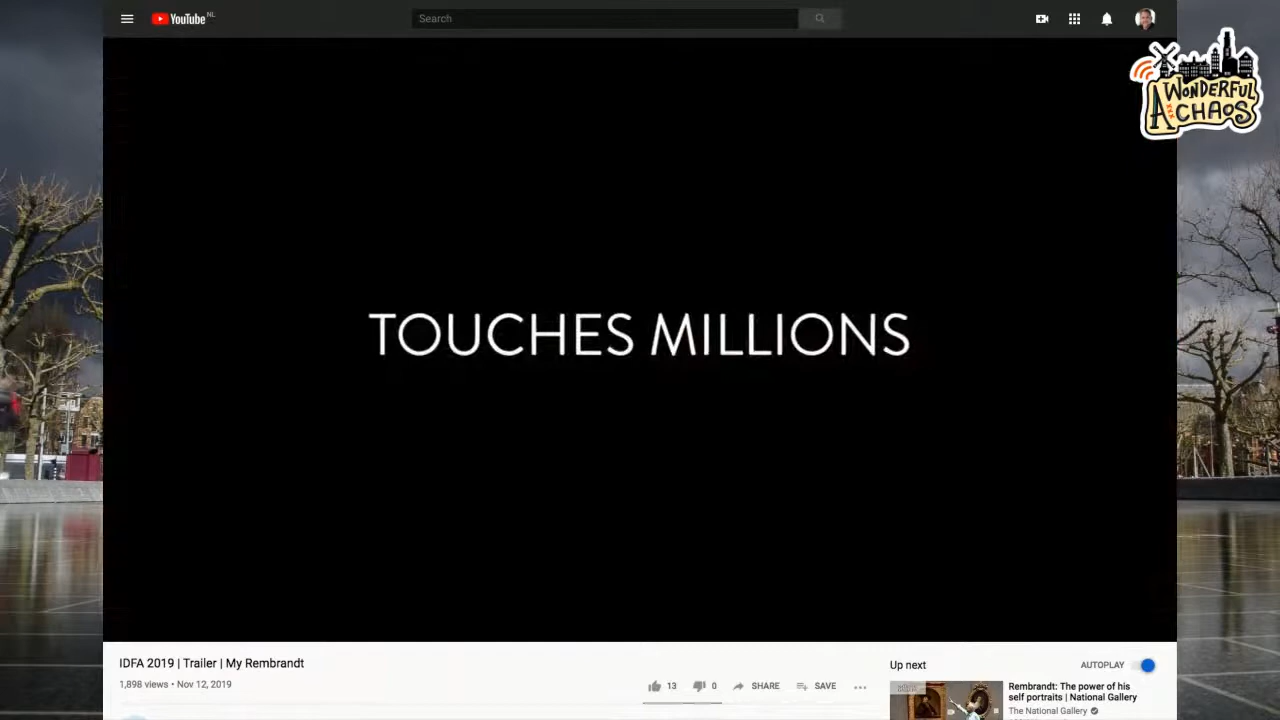 YouTube NL
Search
A WONDERFUL
CHAOS
TOUCHES MILLIONS
IDFA 2019 | Trailer | My Rembrandt
1,898 views • Nov 12, 2019
13
0
SHARE
SAVE
Up next
AUTOPLAY
Rembrandt: The power of his
self portraits | National Gallery
The National Gallery